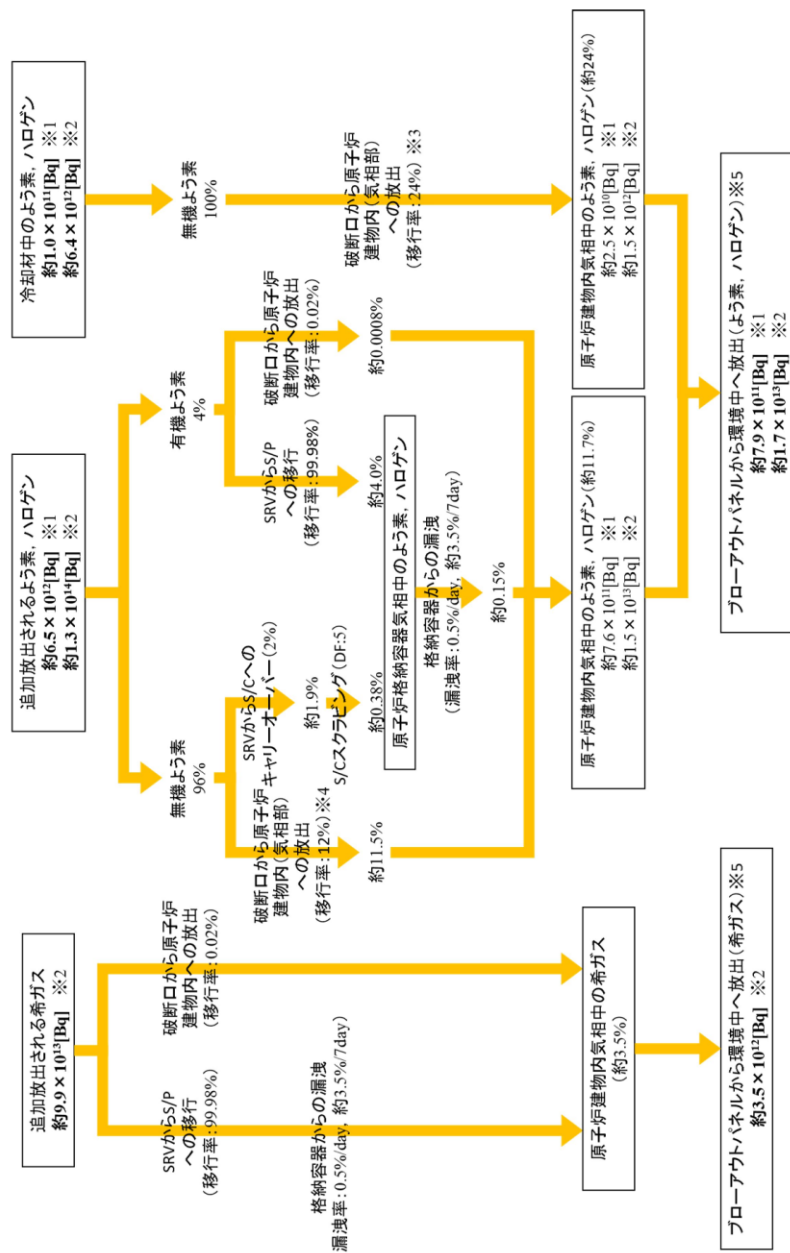 追加放出される希ガス
約9.9×10¹³[Bq] ※2
SRVからS/P
への移行
(移行率:99.98%)
破断口から原子炉
建物内への放出
(移行率:0.02%)
格納容器からの漏洩
(漏洩率:0.5%/day, 約3.5%/7day)
原子炉建物内気相中の希ガス
(約3.5%)
ブローアウトパネルから環境中へ放出(希ガス)※5
約3.5×10¹²[Bq] ※2
追加放出されるよう素, ハロゲン
約6.5×10¹²[Bq] ※1
約1.3×10¹⁴[Bq] ※2
無機よう素
96%
有機よう素
4%
破断口から原子炉
建物内(気相部)
への放出
(移行率:12%)※4
約11.5%
SRVからS/Cへの
キャリーオーバー(2%)
約1.9%
S/Cスクラビング(DF:5)
約0.38%
SRVからS/P
への移行
(移行率:99.98%)
約4.0%
破断口から原子炉
建物内への放出
(移行率:0.02%)
約0.0008%
原子炉格納容器気相中のよう素, ハロゲン
格納容器からの漏洩
(漏洩率:0.5%/day, 約3.5%/7day)
約0.15%
原子炉建物内気相中のよう素, ハロゲン(約11.7%)
約7.6×10¹¹[Bq] ※1
約1.5×10¹³[Bq] ※2
冷却材中のよう素, ハロゲン
約1.0×10¹¹[Bq] ※1
約6.4×10¹²[Bq] ※2
無機よう素
100%
破断口から原子炉
建物内(気相部)
への放出
(移行率:24%) ※3
原子炉建物内気相中のよう素, ハロゲン(約24%)
約2.5×10¹⁰[Bq] ※1
約1.5×10¹²[Bq] ※2
ブローアウトパネルから環境中へ放出(よう素, ハロゲン)※5
約7.9×10¹¹[Bq] ※1
約1.7×10¹³[Bq] ※2